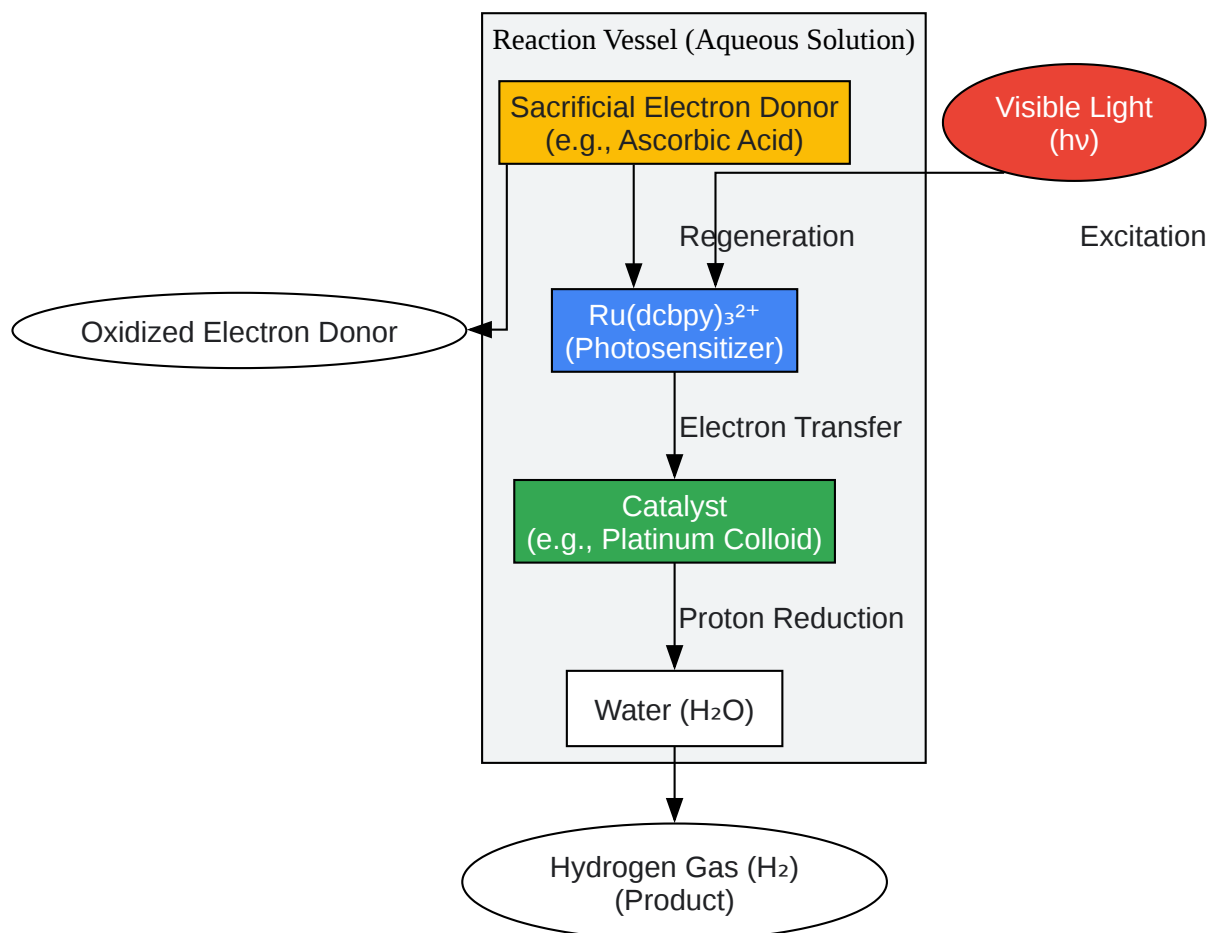 Reaction Vessel (Aqueous Solution)
Sacrificial Electron Donor
(e.g., Ascorbic Acid)
Visible Light
(hν)
Regeneration
Excitation
Oxidized Electron Donor
Ru(dcbpy)₃²⁺
(Photosensitizer)
Electron Transfer
Catalyst
(e.g., Platinum Colloid)
Proton Reduction
Water (H₂O)
Hydrogen Gas (H₂)
(Product)